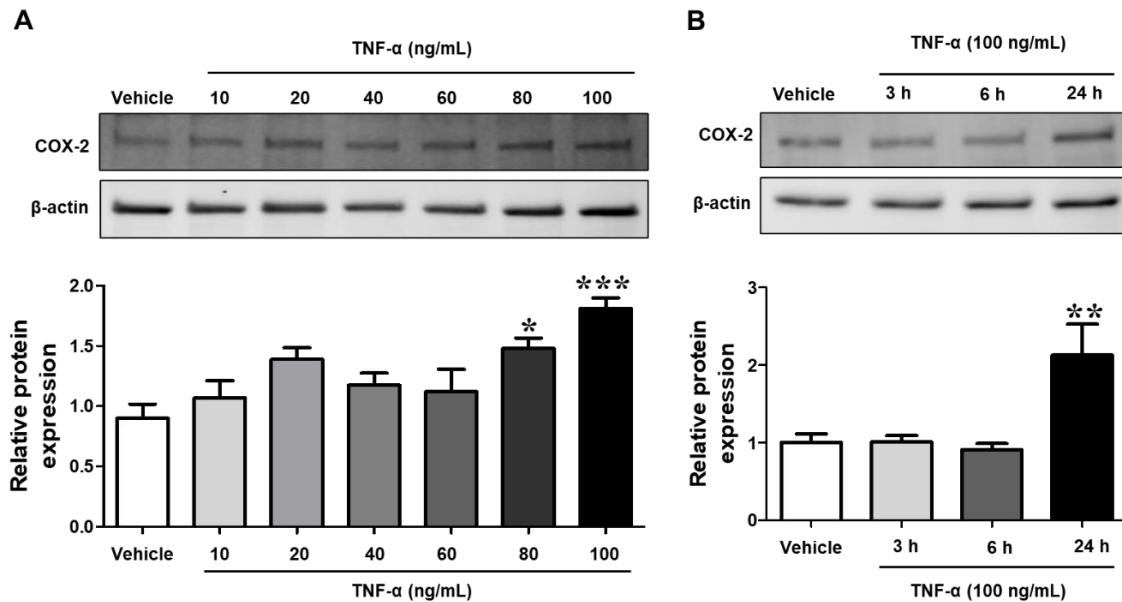 A
TNF-α (ng/mL)
Vehicle 10 20 40 60 80 100
COX-2
β-actin
Relative protein
expression
2.0
1.5
1.0
0.5
0.0
*
***
Vehicle 10 20 40 60 80 100
TNF-α (ng/mL)
B
TNF-α (100 ng/mL)
Vehicle 3 h 6 h 24 h
COX-2
β-actin
Relative protein
expression
3
2
1
0
**
Vehicle 3 h 6 h 24 h
TNF-α (100 ng/mL)